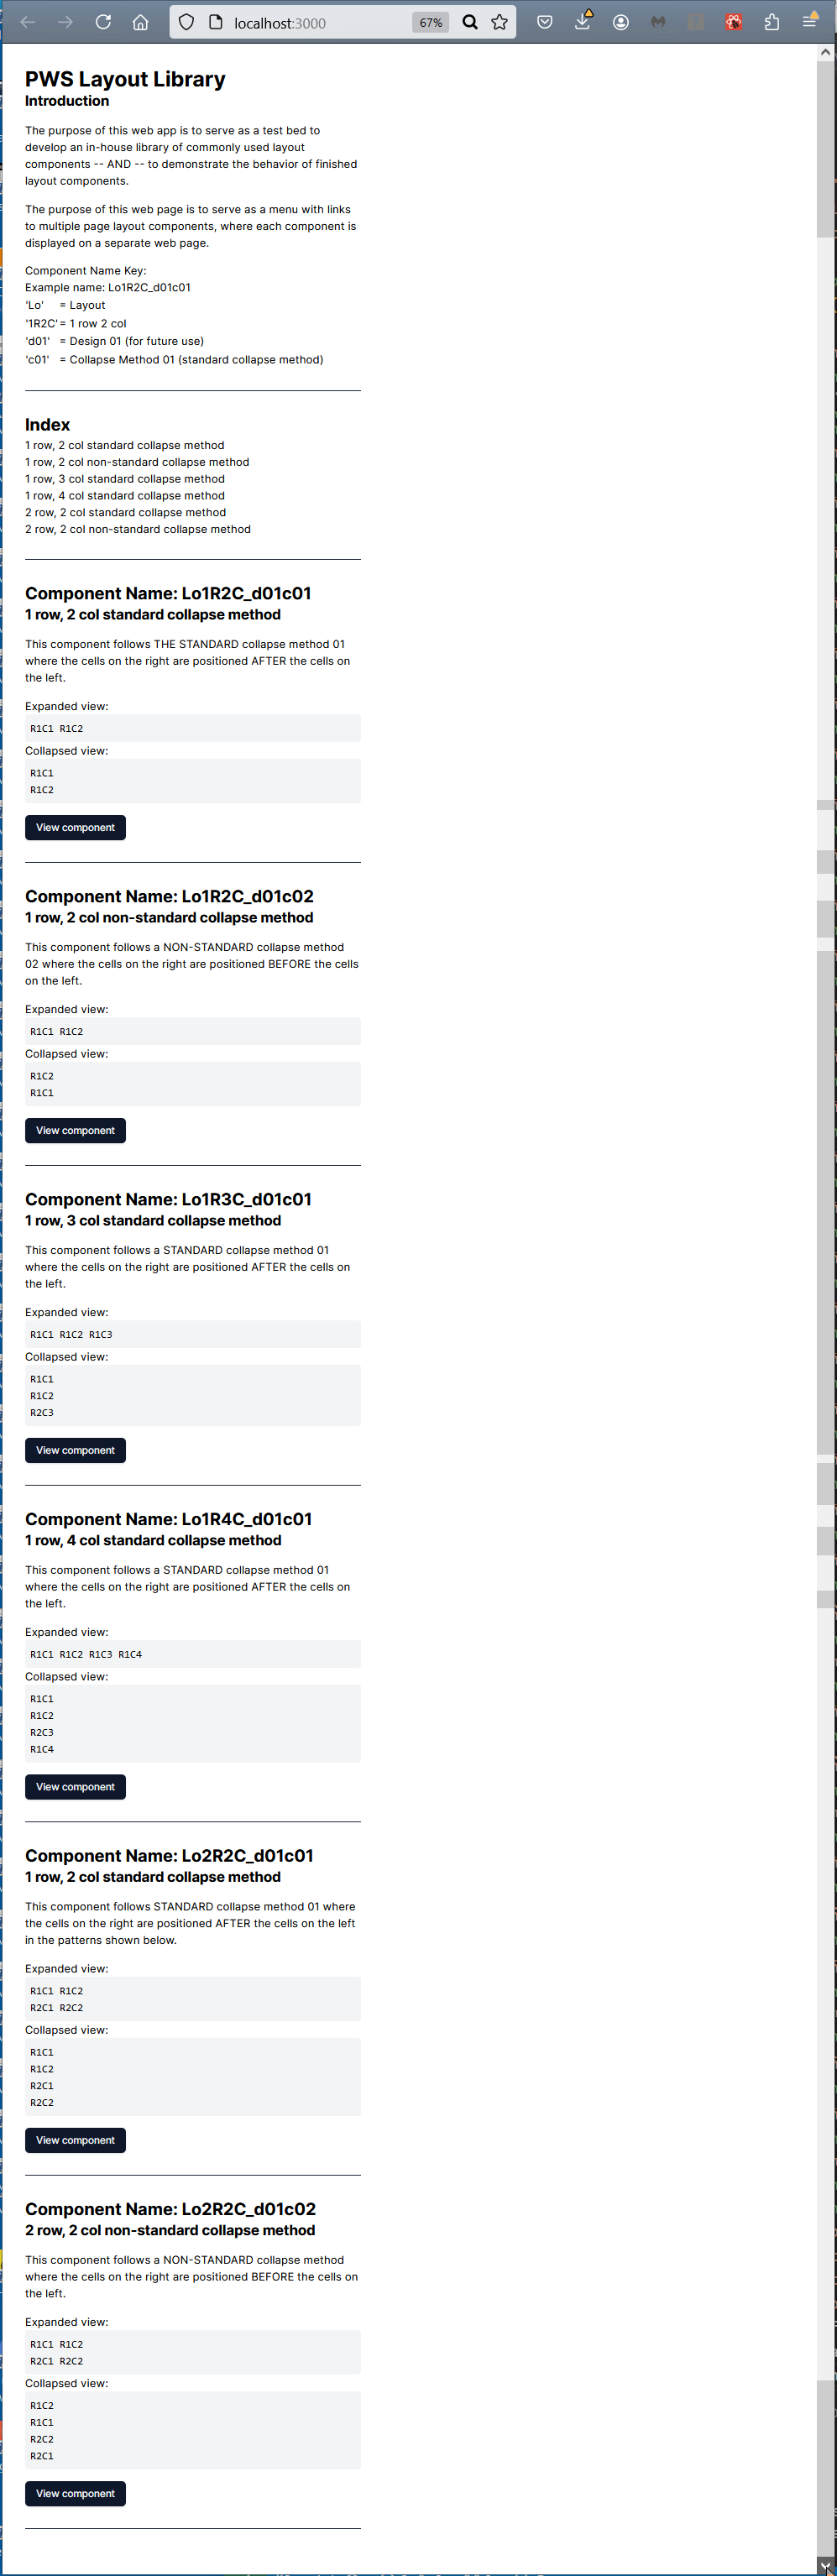 localhost:3000
67%
PWS Layout Library
Introduction
The purpose of this web app is to serve as a test bed to
develop an in-house library of commonly used layout
components -- AND -- to demonstrate the behavior of finished
layout components.
The purpose of this web page is to serve as a menu with links
to multiple page layout components, where each component is
displayed on a separate web page.
Component Name Key:
Example name: Lo1R2C_d01c01
'Lo' = Layout
'1R2C' = 1 row 2 col
'd01' = Design 01 (for future use)
'c01' = Collapse Method 01 (standard collapse method)
Index
1 row, 2 col standard collapse method
1 row, 2 col non-standard collapse method
1 row, 3 col standard collapse method
1 row, 4 col standard collapse method
2 row, 2 col standard collapse method
2 row, 2 col non-standard collapse method
Component Name: Lo1R2C_d01c01
1 row, 2 col standard collapse method
This component follows THE STANDARD collapse method 01
where the cells on the right are positioned AFTER the cells on
the left.
Expanded view:
R1C1 R1C2
Collapsed view:
R1C1
R1C2
View component
Component Name: Lo1R2C_d01c02
1 row, 2 col non-standard collapse method
This component follows a NON-STANDARD collapse method
02 where the cells on the right are positioned BEFORE the cells
on the left.
Expanded view:
R1C1 R1C2
Collapsed view:
R1C2
R1C1
View component
Component Name: Lo1R3C_d01c01
1 row, 3 col standard collapse method
This component follows a STANDARD collapse method 01
where the cells on the right are positioned AFTER the cells on
the left.
Expanded view:
R1C1 R1C2 R1C3
Collapsed view:
R1C1
R1C2
R2C3
View component
Component Name: Lo1R4C_d01c01
1 row, 4 col standard collapse method
This component follows a STANDARD collapse method 01
where the cells on the right are positioned AFTER the cells on
the left.
Expanded view:
R1C1 R1C2 R1C3 R1C4
Collapsed view:
R1C1
R1C2
R2C3
R1C4
View component
Component Name: Lo2R2C_d01c01
1 row, 2 col standard collapse method
This component follows STANDARD collapse method 01 where
the cells on the right are positioned AFTER the cells on the left
in the patterns shown below.
Expanded view:
R1C1 R1C2
R2C1 R2C2
Collapsed view:
R1C1
R1C2
R2C1
R2C2
View component
Component Name: Lo2R2C_d01c02
2 row, 2 col non-standard collapse method
This component follows a NON-STANDARD collapse method
where the cells on the right are positioned BEFORE the cells on
the left.
Expanded view:
R1C1 R1C2
R2C1 R2C2
Collapsed view:
R1C2
R1C1
R2C2
R2C1
View component